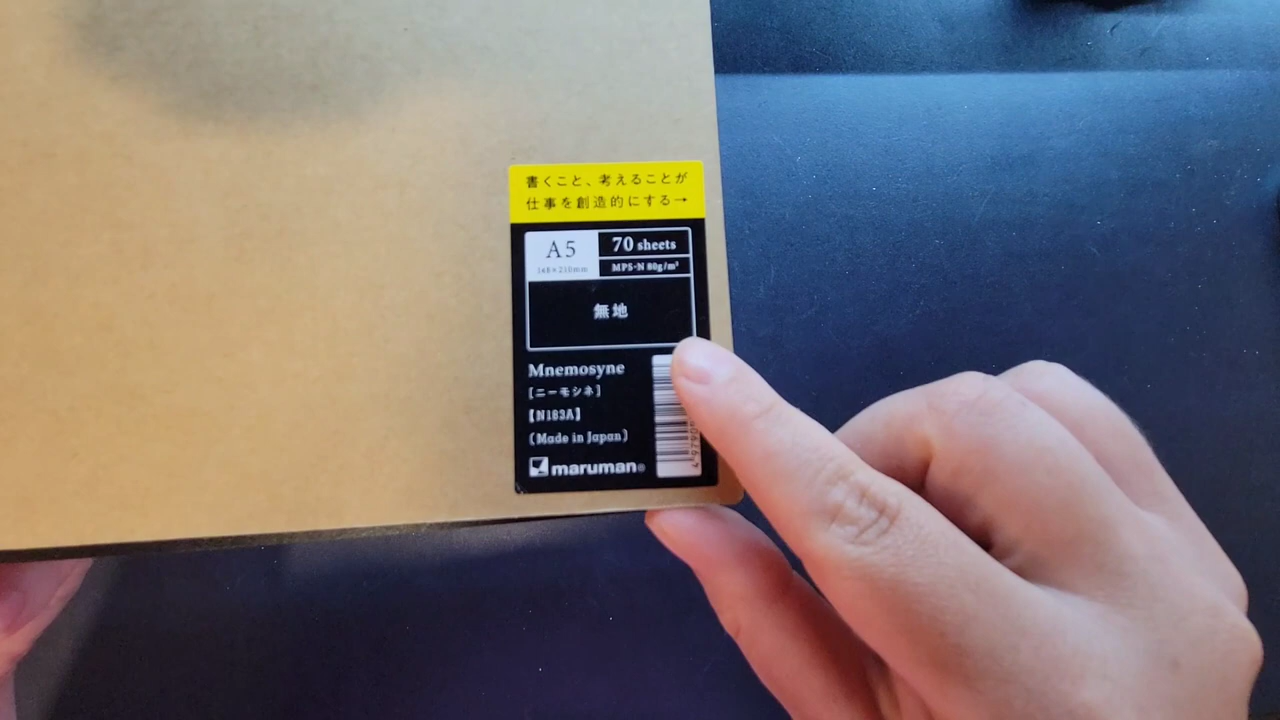 書くこと、考えることが
仕事を創造的にする→
A5
148×210mm
70 sheets
MPS-N 80g/m²
無地
Mnemosyne
[ニーモシネ]
【N183A】
(Made in Japan)
maruman®